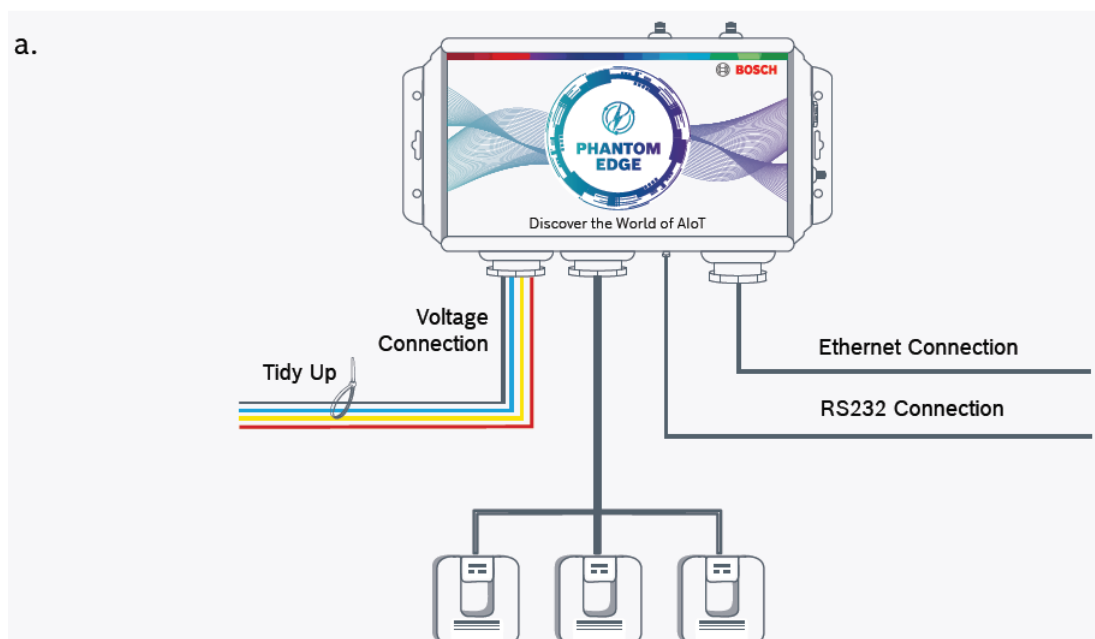 a.
BOSCH
PHANTOM
EDGE
Discover the World of AIoT
Voltage
Connection
Tidy Up
Ethernet Connection
RS232 Connection